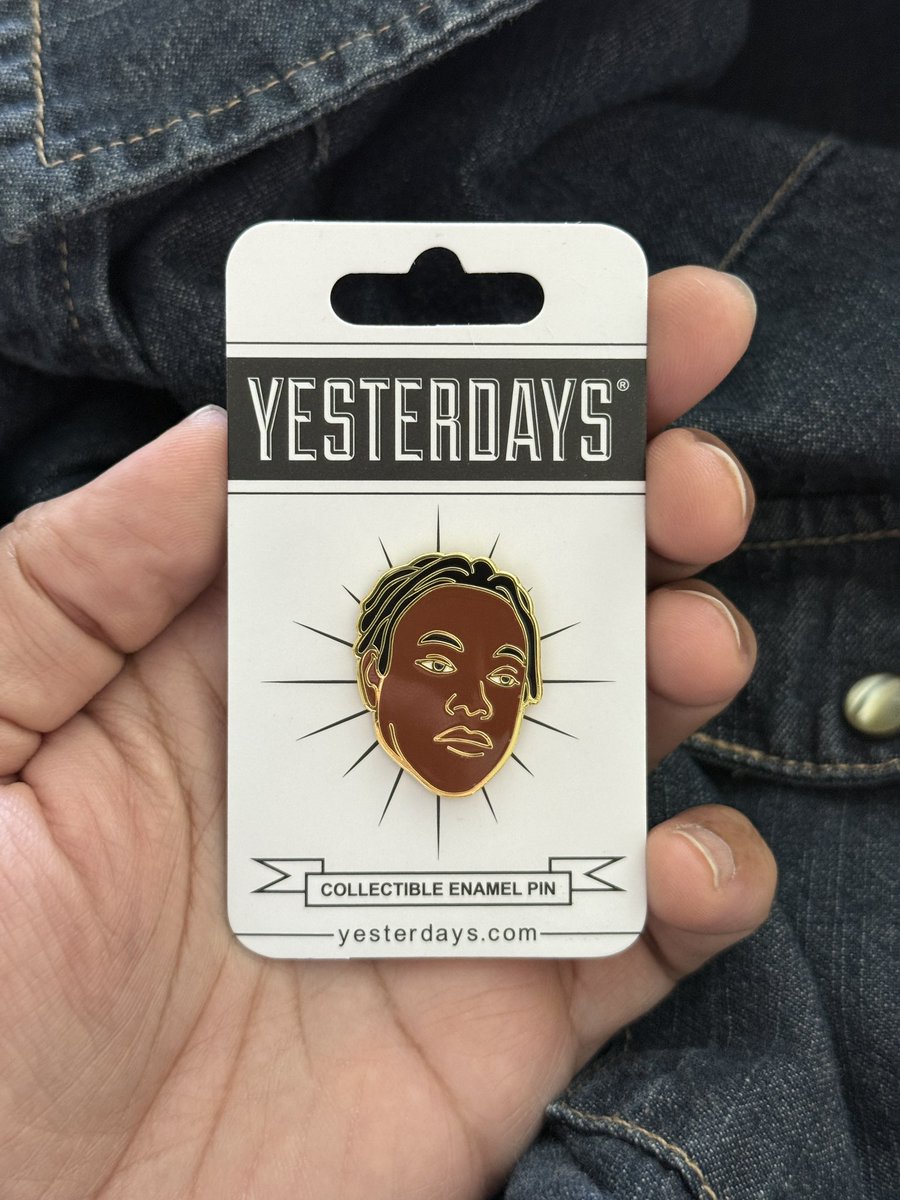 YESTERDAYS®
COLLECTIBLE ENAMEL PIN
yesterdays.com